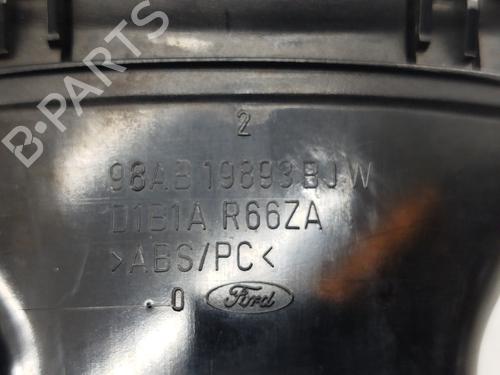 B-PARTS
2
98AB 19893 BJW
D1B1A R66ZA
>ABS/PC<
0 Ford